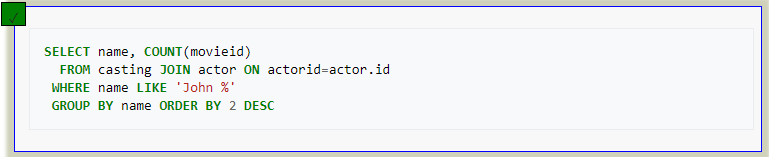 ✓
SELECT name, COUNT(movieid)
FROM casting JOIN actor ON actorid=actor.id
WHERE name LIKE 'John %'
GROUP BY name ORDER BY 2 DESC